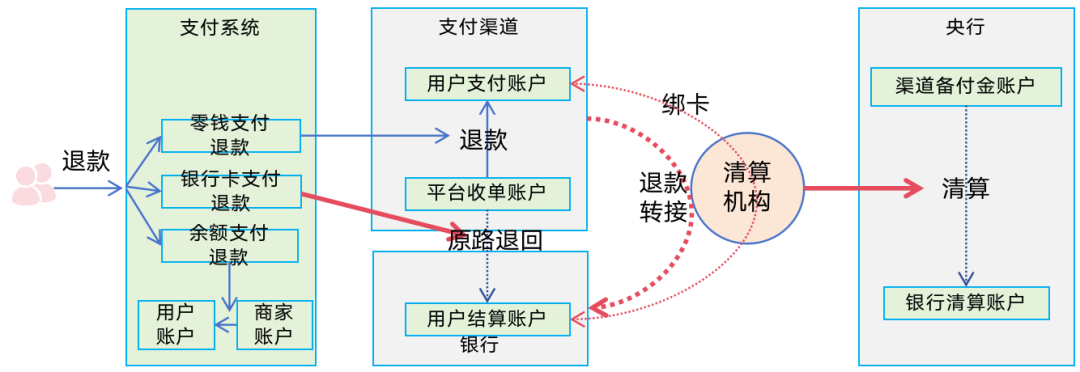 支付系统
支付渠道
央行
用户支付账户
渠道备付金账户
绑卡
零钱支付
退款
退款
退款
银行卡支付
退款
平台收单账户
退款
转接
清算
机构
清算
余额支付
退款
原路退回
用户
账户
商家
账户
用户结算账户
银行
银行清算账户